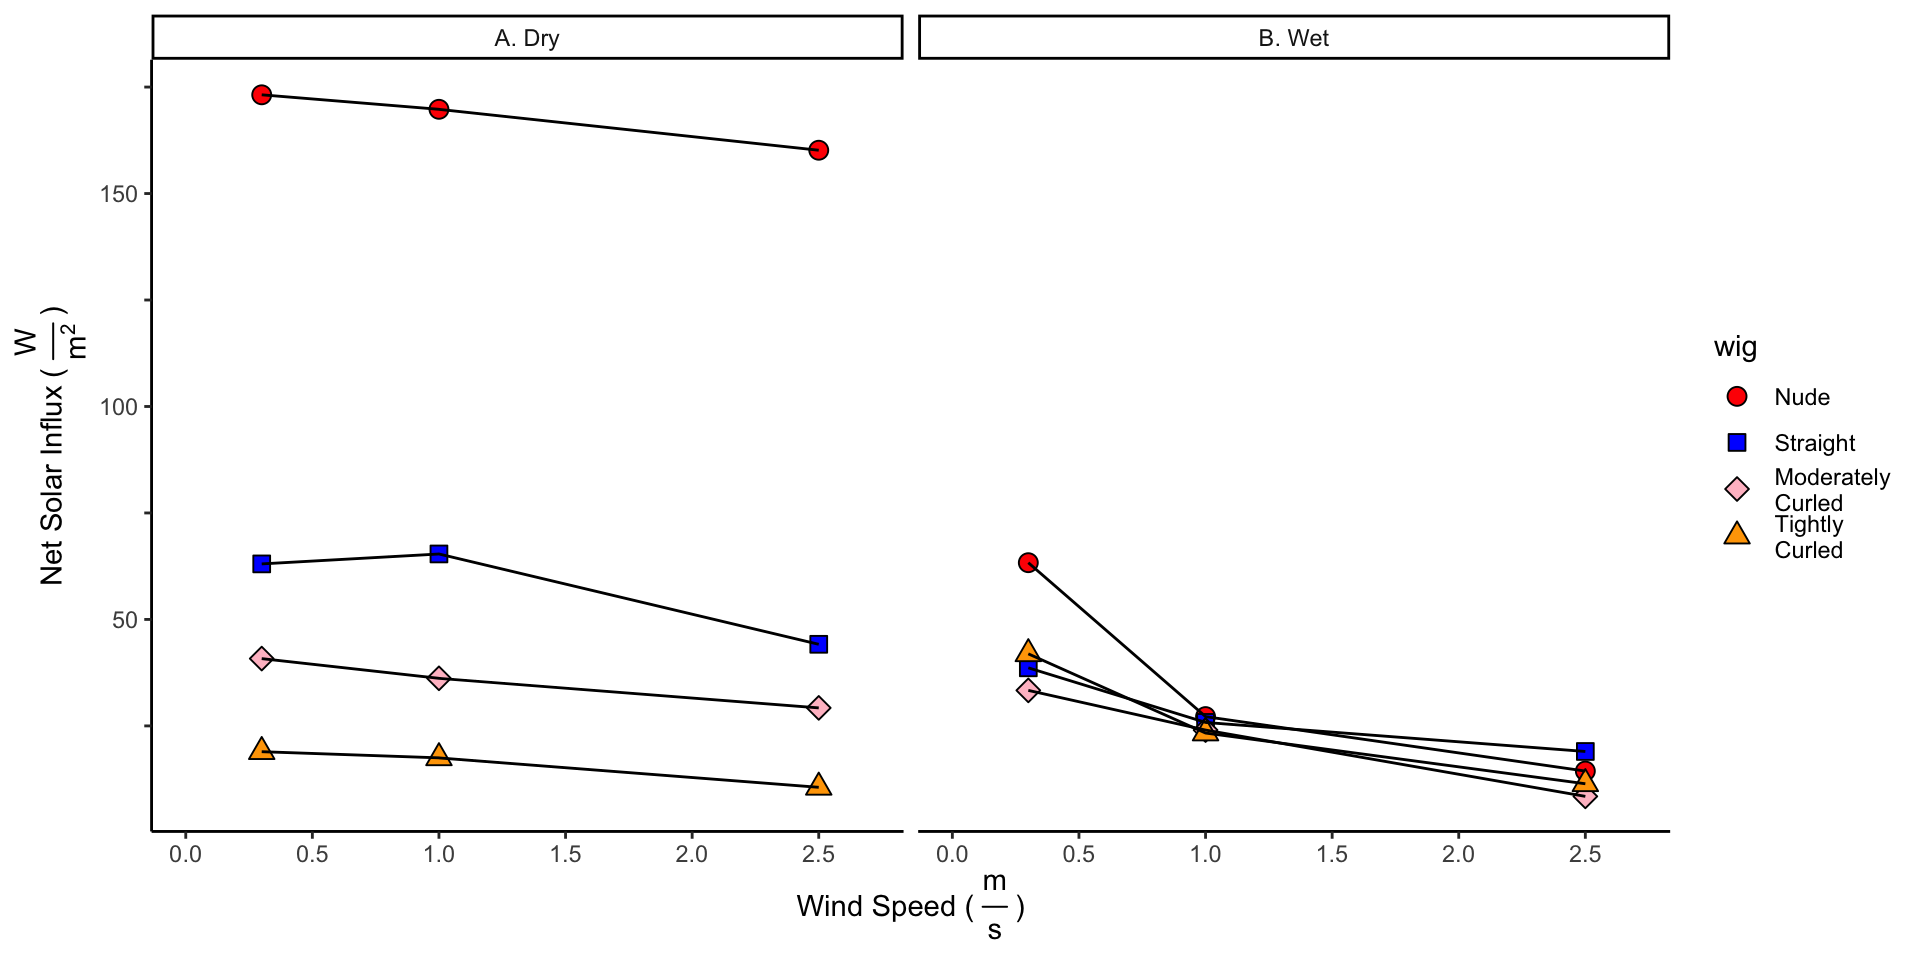 A. Dry
B. Wet
Net Solar Influx ( W/m² )
150
100
50
0.0 0.5 1.0 1.5 2.0 2.5
0.0 0.5 1.0 1.5 2.0 2.5
Wind Speed ( m/s )
wig
Nude
Straight
Moderately
Curled
Tightly
Curled